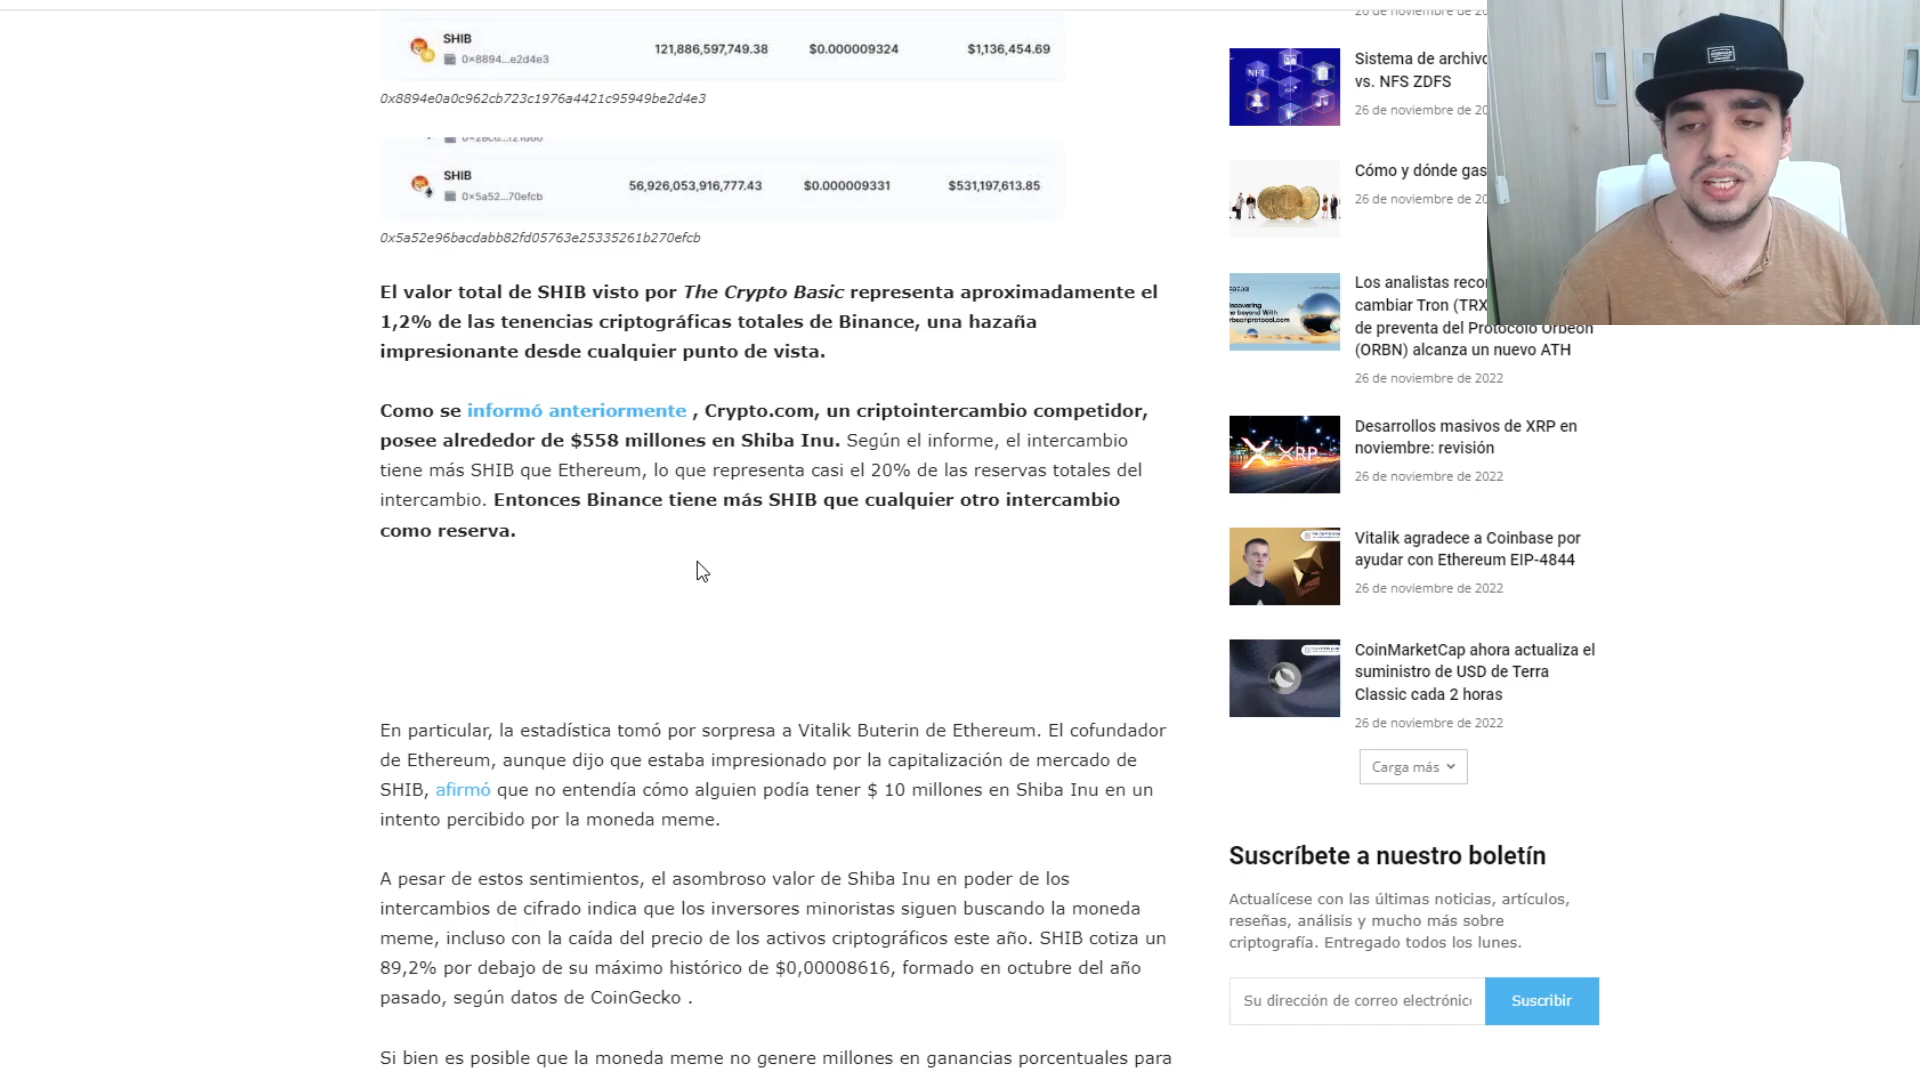 SHIB
0×8894...e2d4e3
121,886,597,749.38
$0.000009324
$1,136,454.69
0x8894e0a0c962cb723c1976a4421c95949be2d4e3
SHIB
0×5a52...70efcb
56,926,053,916,777.43
$0.000009331
$531,197,613.85
0x5a52e96bacdabb82fd05763e25335261b270efcb
El valor total de SHIB visto por The Crypto Basic representa aproximadamente el
1,2% de las tenencias criptográficas totales de Binance, una hazaña
impresionante desde cualquier punto de vista.
Como se informó anteriormente , Crypto.com, un criptointercambio competidor,
posee alrededor de $558 millones en Shiba Inu. Según el informe, el intercambio
tiene más SHIB que Ethereum, lo que representa casi el 20% de las reservas totales del
intercambio. Entonces Binance tiene más SHIB que cualquier otro intercambio
como reserva.
En particular, la estadística tomó por sorpresa a Vitalik Buterin de Ethereum. El cofundador
de Ethereum, aunque dijo que estaba impresionado por la capitalización de mercado de
SHIB, afirmó que no entendía cómo alguien podía tener $ 10 millones en Shiba Inu en un
intento percibido por la moneda meme.
A pesar de estos sentimientos, el asombroso valor de Shiba Inu en poder de los
intercambios de cifrado indica que los inversores minoristas siguen buscando la moneda
meme, incluso con la caída del precio de los activos criptográficos este año. SHIB cotiza un
89,2% por debajo de su máximo histórico de $0,00008616, formado en octubre del año
pasado, según datos de CoinGecko .
Si bien es posible que la moneda meme no genere millones en ganancias porcentuales para
26 de noviembre de 20
NFT
Sistema de archivo
vs. NFS ZDFS
26 de noviembre de 20
Cómo y dónde gas
26 de noviembre de 20
Los analistas reco
cambiar Tron (TRX
de preventa del Protocolo Orbeon
(ORBN) alcanza un nuevo ATH
26 de noviembre de 2022
XRP
Desarrollos masivos de XRP en
noviembre: revisión
26 de noviembre de 2022
Vitalik agradece a Coinbase por
ayudar con Ethereum EIP-4844
26 de noviembre de 2022
CoinMarketCap ahora actualiza el
suministro de USD de Terra
Classic cada 2 horas
26 de noviembre de 2022
Carga más
Suscríbete a nuestro boletín
Actualícese con las últimas noticias, artículos,
reseñas, análisis y mucho más sobre
criptografía. Entregado todos los lunes.
Su dirección de correo electrónic
Suscribir